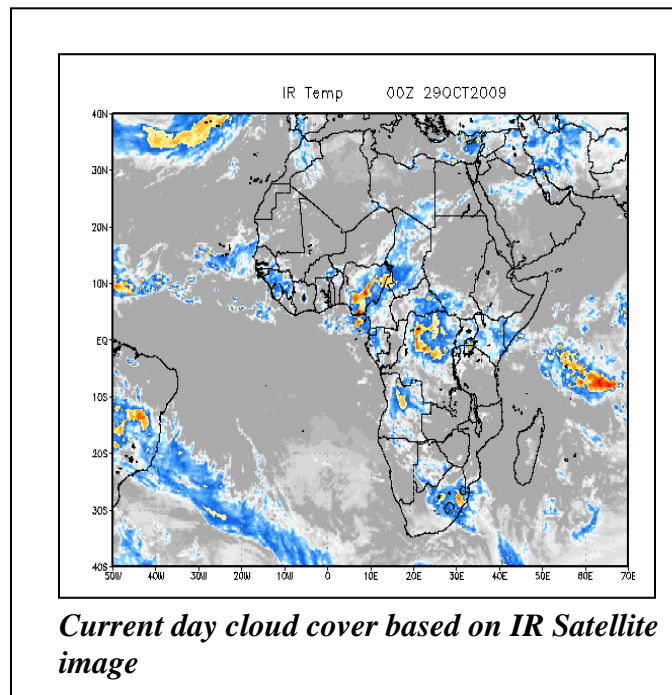 IR Temp 00Z 29OCT2009
40N
30N
20N
10N
EQ
10S
20S
30S
40S
50W 40W 30W 20W 10W 0 10E 20E 30E 40E 50E 60E 70E
Current day cloud cover based on IR Satellite
image